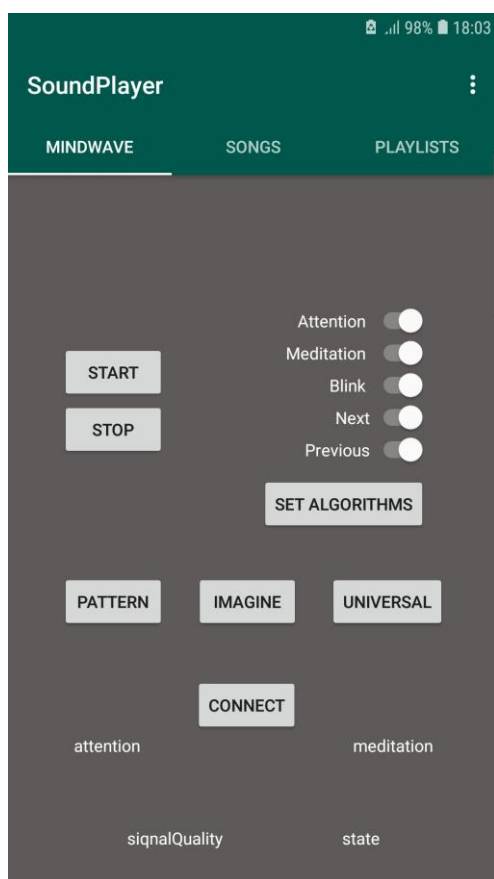 98% 18:03
SoundPlayer
MINDWAVE SONGS PLAYLISTS
Attention
Meditation
START
Blink
Next
STOP
Previous
SET ALGORITHMS
PATTERN IMAGINE UNIVERSAL
CONNECT
attention meditation
siqnalQuality state